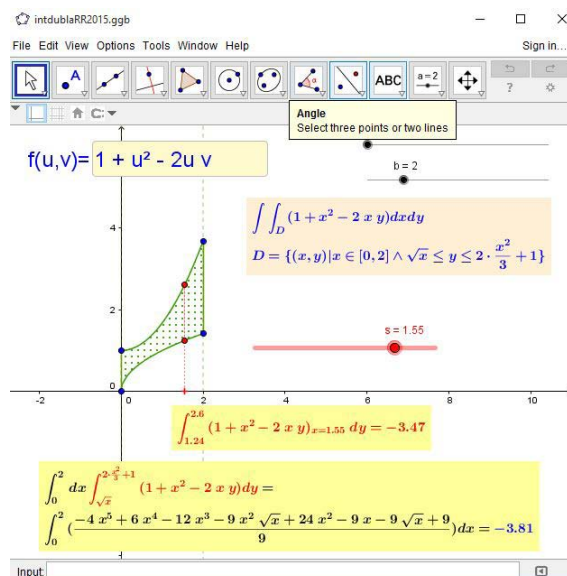 intdublaRR2015.ggb
File Edit View Options Tools Window Help Sign in...
A ABC a=2
Angle
Select three points or two lines
f(u,v)= 1 + u² - 2u v
b = 2
∫∫_D (1 + x² − 2 x y)dxdy
D = {(x, y)|x ∈ [0, 2] ∧ √x ≤ y ≤ 2 · x²/3 + 1}
4
2
s = 1.55
0
-2 0 2 4 6 8 10
∫_{1.24}^{2.6} (1 + x² − 2 x y)_{x=1.55} dy = −3.47
∫_0^2 dx ∫_{√x}^{2·x²/3+1} (1 + x² − 2 x y)dy =
∫_0^2 ((−4 x⁵ + 6 x⁴ − 12 x³ − 9 x² √x + 24 x² − 9 x − 9 √x + 9)/9)dx = −3.81
Input